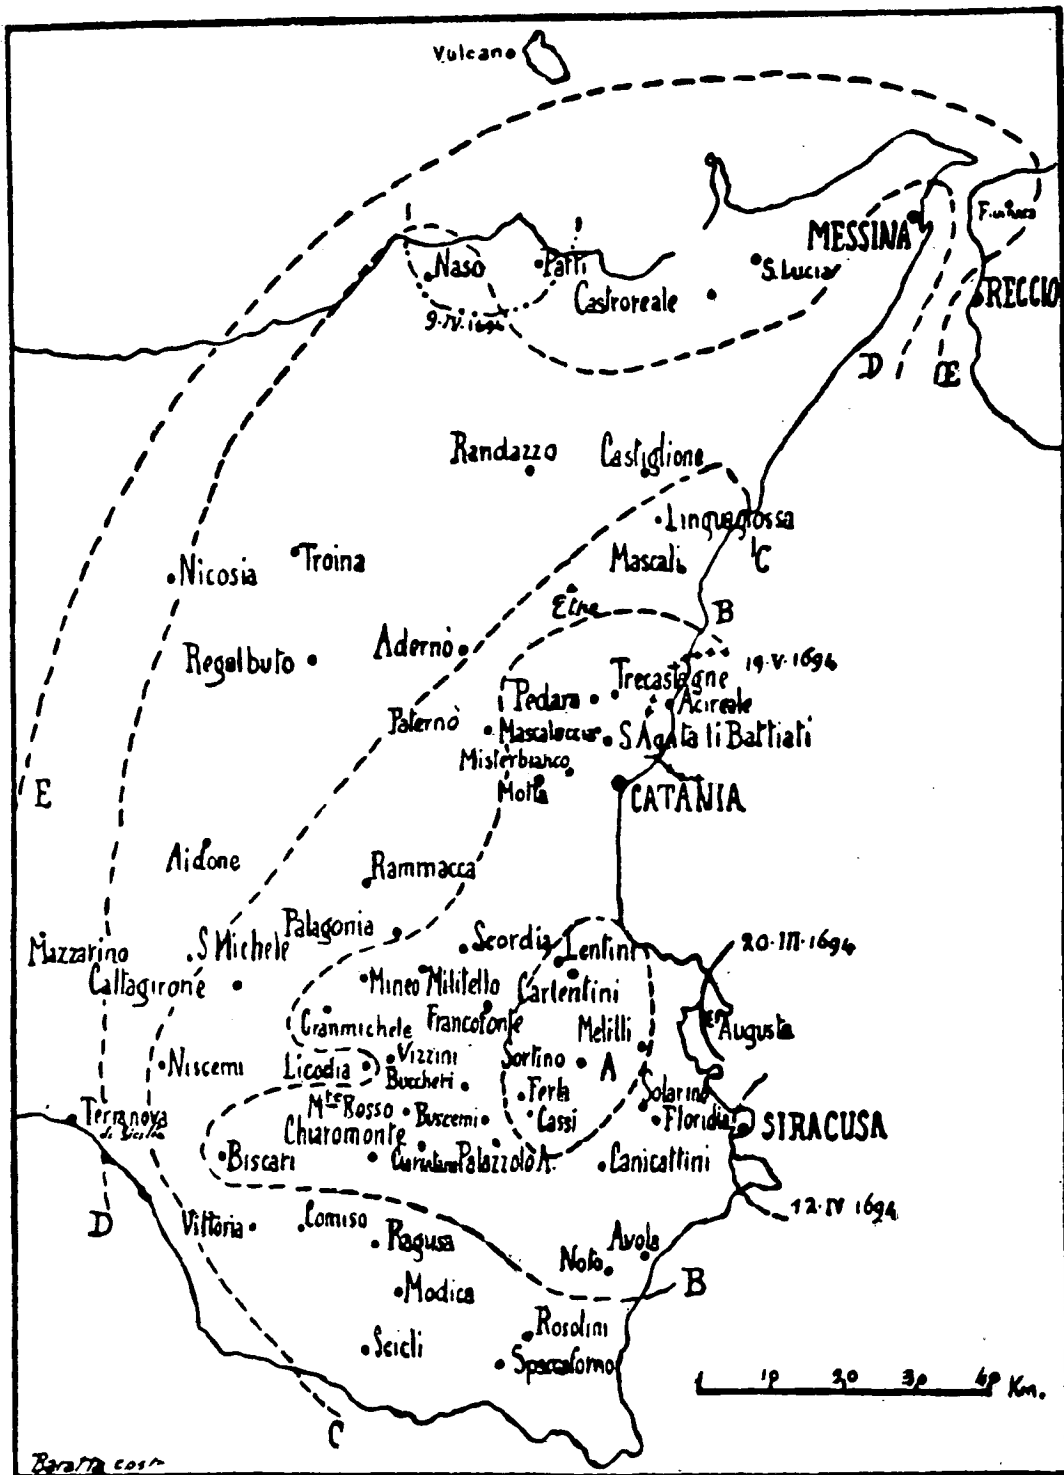 Vulcano
MESSINA
REGGIO
Naso
Patti
S. Lucia
Castroreale
9·IV·1694
D
E
Randazzo
Castiglione
Linguaglossa
C
Mascali
Nicosia
Troina
Etna
B
Adernò
Regalbuto
19·V·1694
Trecastagne
Pedara
Acireale
Paternò
Mascalucia
S. Agata li Battiati
Misterbianco
Motta
CATANIA
E
Aidone
Rammacca
Palagonia
Mazzarino
S. Michele
Scordia
Lentini
20·III·1694
Caltagirone
Mineo
Militello
Carlentini
Francofonte
Granmichele
Melilli
Augusta
Niscemi
Licodia
Vizzini
Buccheri
Sortino
A
Ferla
Solarino
Mte Rosso
Buscemi
Cassi
Floridia
SIRACUSA
Terranova
di Sicilia
Chiaromonte
Biscari
Palazzolo A.
Canicattini
D
Vittoria
Comiso
Ragusa
12·IV 1694
Avola
Noto
B
Modica
Rosolini
Scicli
Spaccaforno
10 20 30 40 Km.
C
Baratta